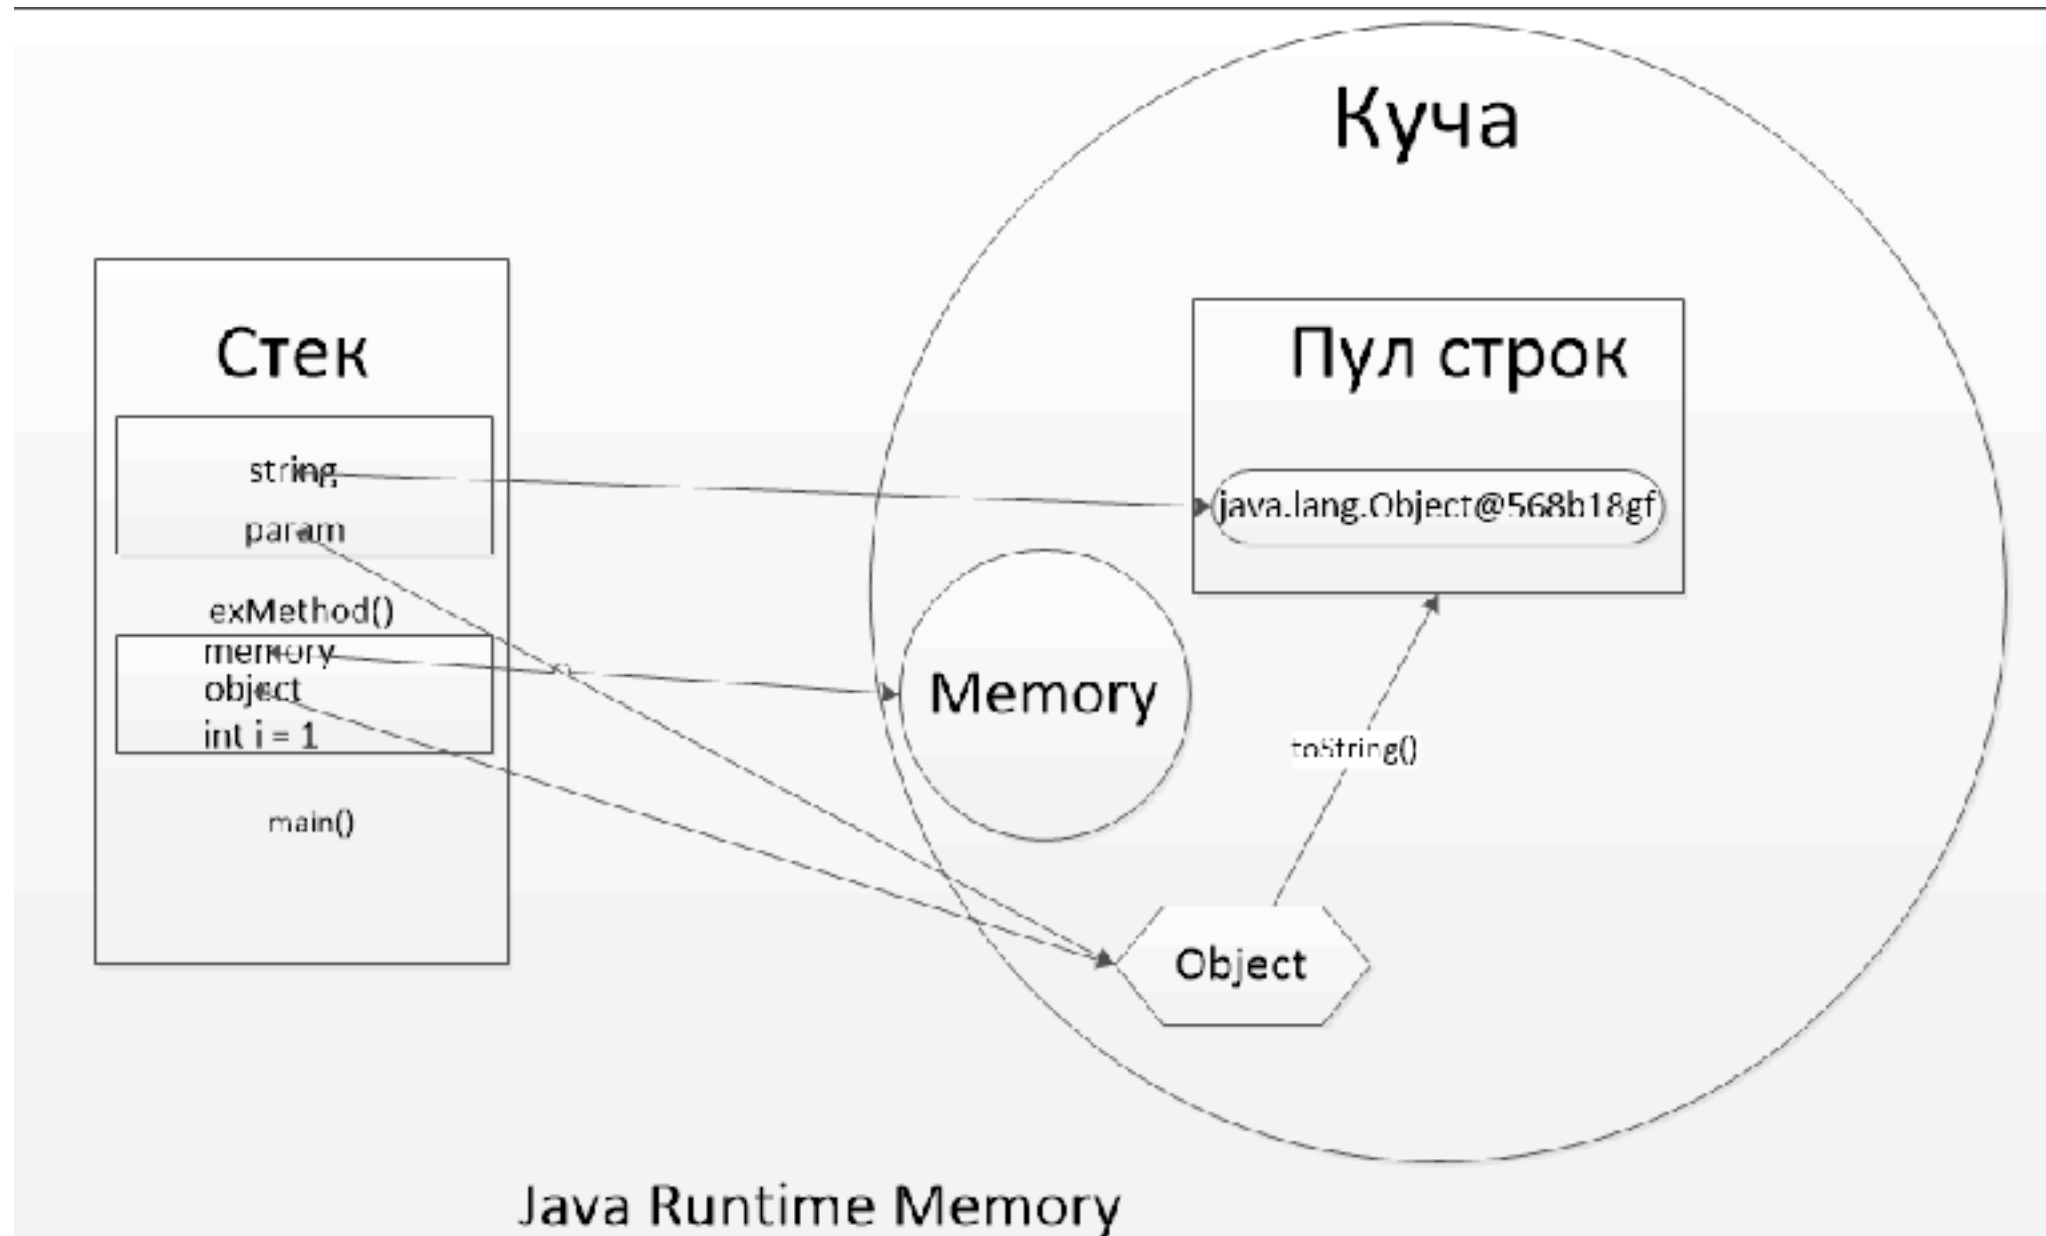 Куча
Стек
Пул строк
string
java.lang.Object@568b18gf
param
exMethod()
memory
object
int i = 1
Memory
toString()
main()
Object
Java Runtime Memory